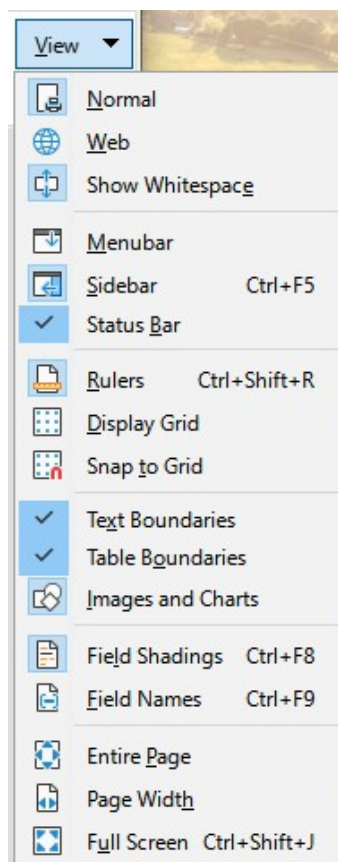 View
Normal
Web
Show Whitespace
Menubar
Sidebar Ctrl+F5
Status Bar
Rulers Ctrl+Shift+R
Display Grid
Snap to Grid
Text Boundaries
Table Boundaries
Images and Charts
Field Shadings Ctrl+F8
Field Names Ctrl+F9
Entire Page
Page Width
Full Screen Ctrl+Shift+J